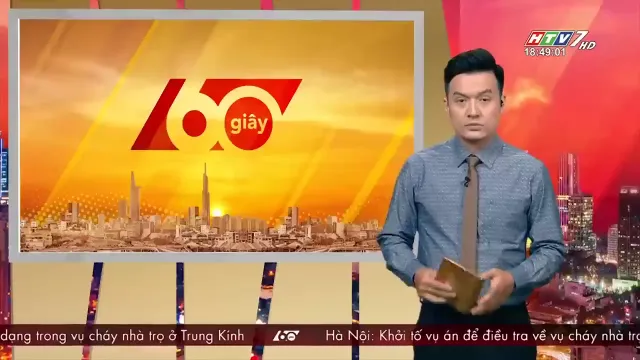 HTV7 HD
18:49:01
60 giây
dang trong vụ cháy nhà trọ ở Trung Kính
60
Hà Nội: Khởi tố vụ án để điều tra về vụ cháy nhà trọ